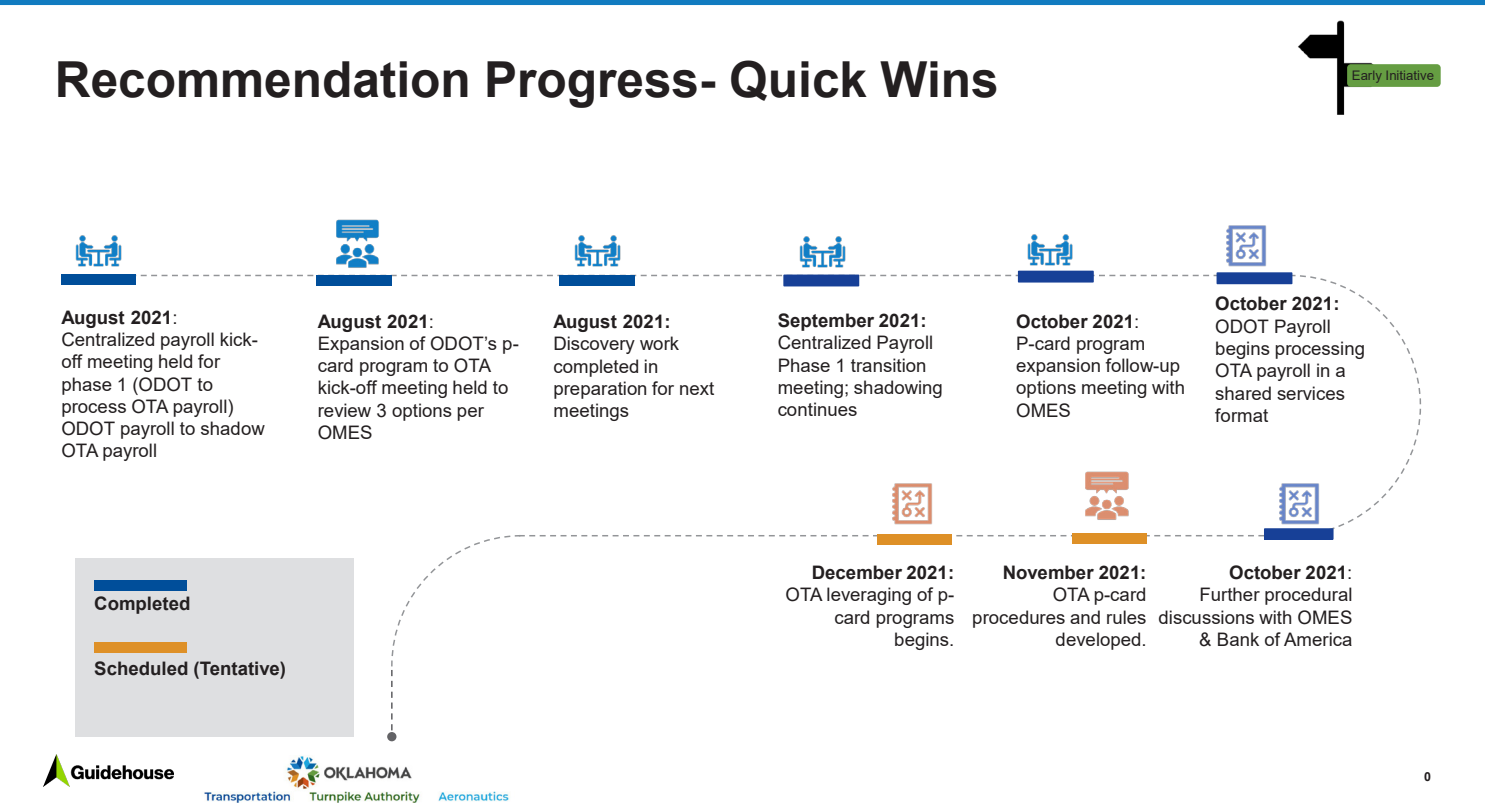 Recommendation Progress- Quick Wins
Early Initiative
August 2021:
Centralized payroll kick-
off meeting held for
phase 1 (ODOT to
process OTA payroll)
ODOT payroll to shadow
OTA payroll
August 2021:
Expansion of ODOT’s p-
card program to OTA
kick-off meeting held to
review 3 options per
OMES
August 2021:
Discovery work
completed in
preparation for next
meetings
September 2021:
Centralized Payroll
Phase 1 transition
meeting; shadowing
continues
October 2021:
P-card program
expansion follow-up
options meeting with
OMES
October 2021:
ODOT Payroll
begins processing
OTA payroll in a
shared services
format
December 2021:
OTA leveraging of p-
card programs
begins.
November 2021:
OTA p-card
procedures and rules
developed.
October 2021:
Further procedural
discussions with OMES
& Bank of America
Completed
Scheduled (Tentative)
Guidehouse
OKLAHOMA
Transportation Turnpike Authority Aeronautics
0